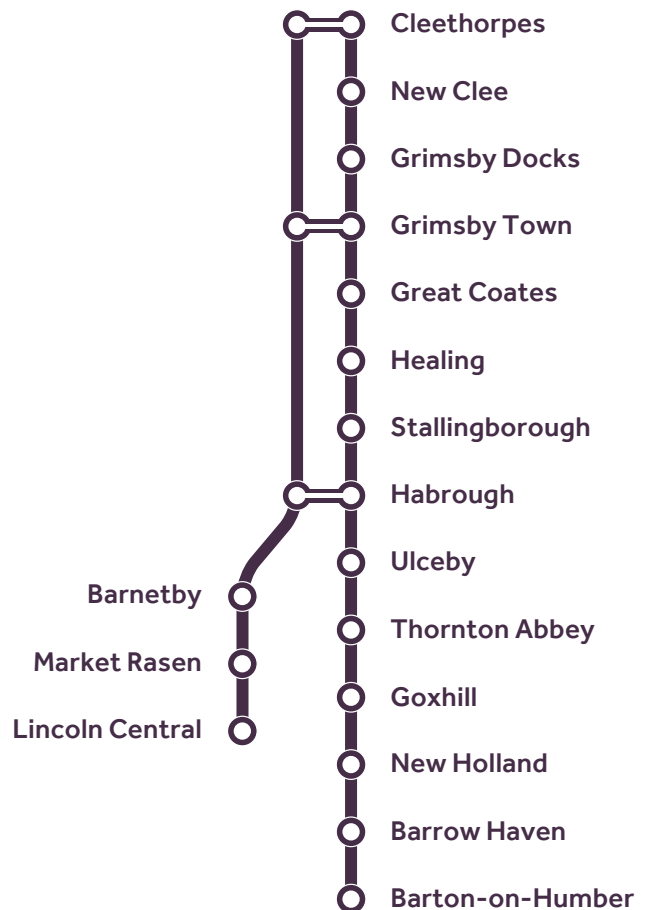 Cleethorpes
New Clee
Grimsby Docks
Grimsby Town
Great Coates
Healing
Stallingborough
Habrough
Ulceby
Barnetby
Thornton Abbey
Market Rasen
Goxhill
Lincoln Central
New Holland
Barrow Haven
Barton-on-Humber